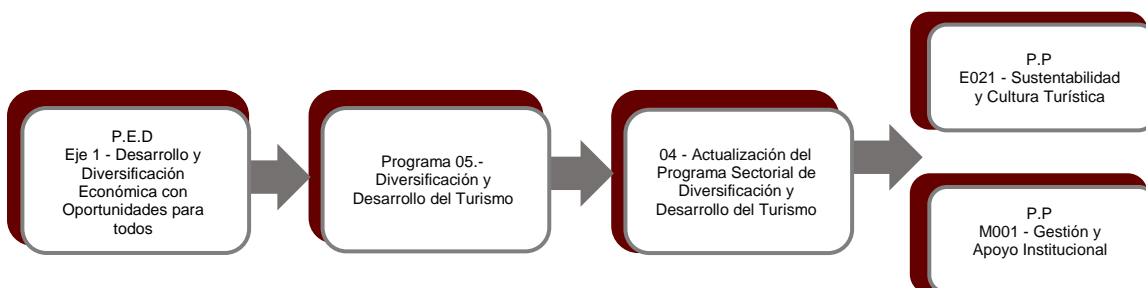 P.E.D
Eje 1 - Desarrollo y
Diversificación
Económica con
Oportunidades para
todos
Programa 05.-
Diversificación y
Desarrollo del Turismo
04 - Actualización del
Programa Sectorial de
Diversificación y
Desarrollo del Turismo
P.P
E021 - Sustentabilidad
y Cultura Turística
P.P
M001 - Gestión y
Apoyo Institucional